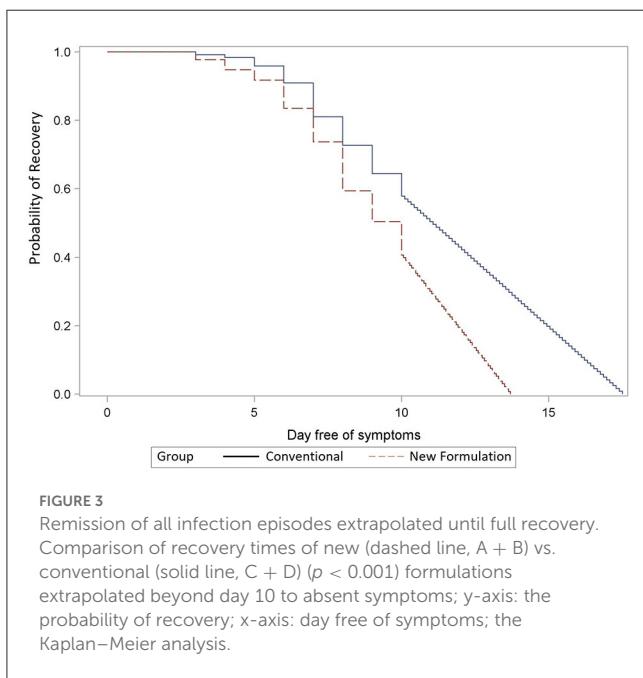 1.0
0.8
0.6
0.4
0.2
0.0
Probability of Recovery
0 5 10 15
Day free of symptoms
Group Conventional New Formulation
FIGURE 3
Remission of all infection episodes extrapolated until full recovery.
Comparison of recovery times of new (dashed line, A + B) vs.
conventional (solid line, C + D) (p < 0.001) formulations
extrapolated beyond day 10 to absent symptoms; y-axis: the
probability of recovery; x-axis: day free of symptoms; the
Kaplan–Meier analysis.